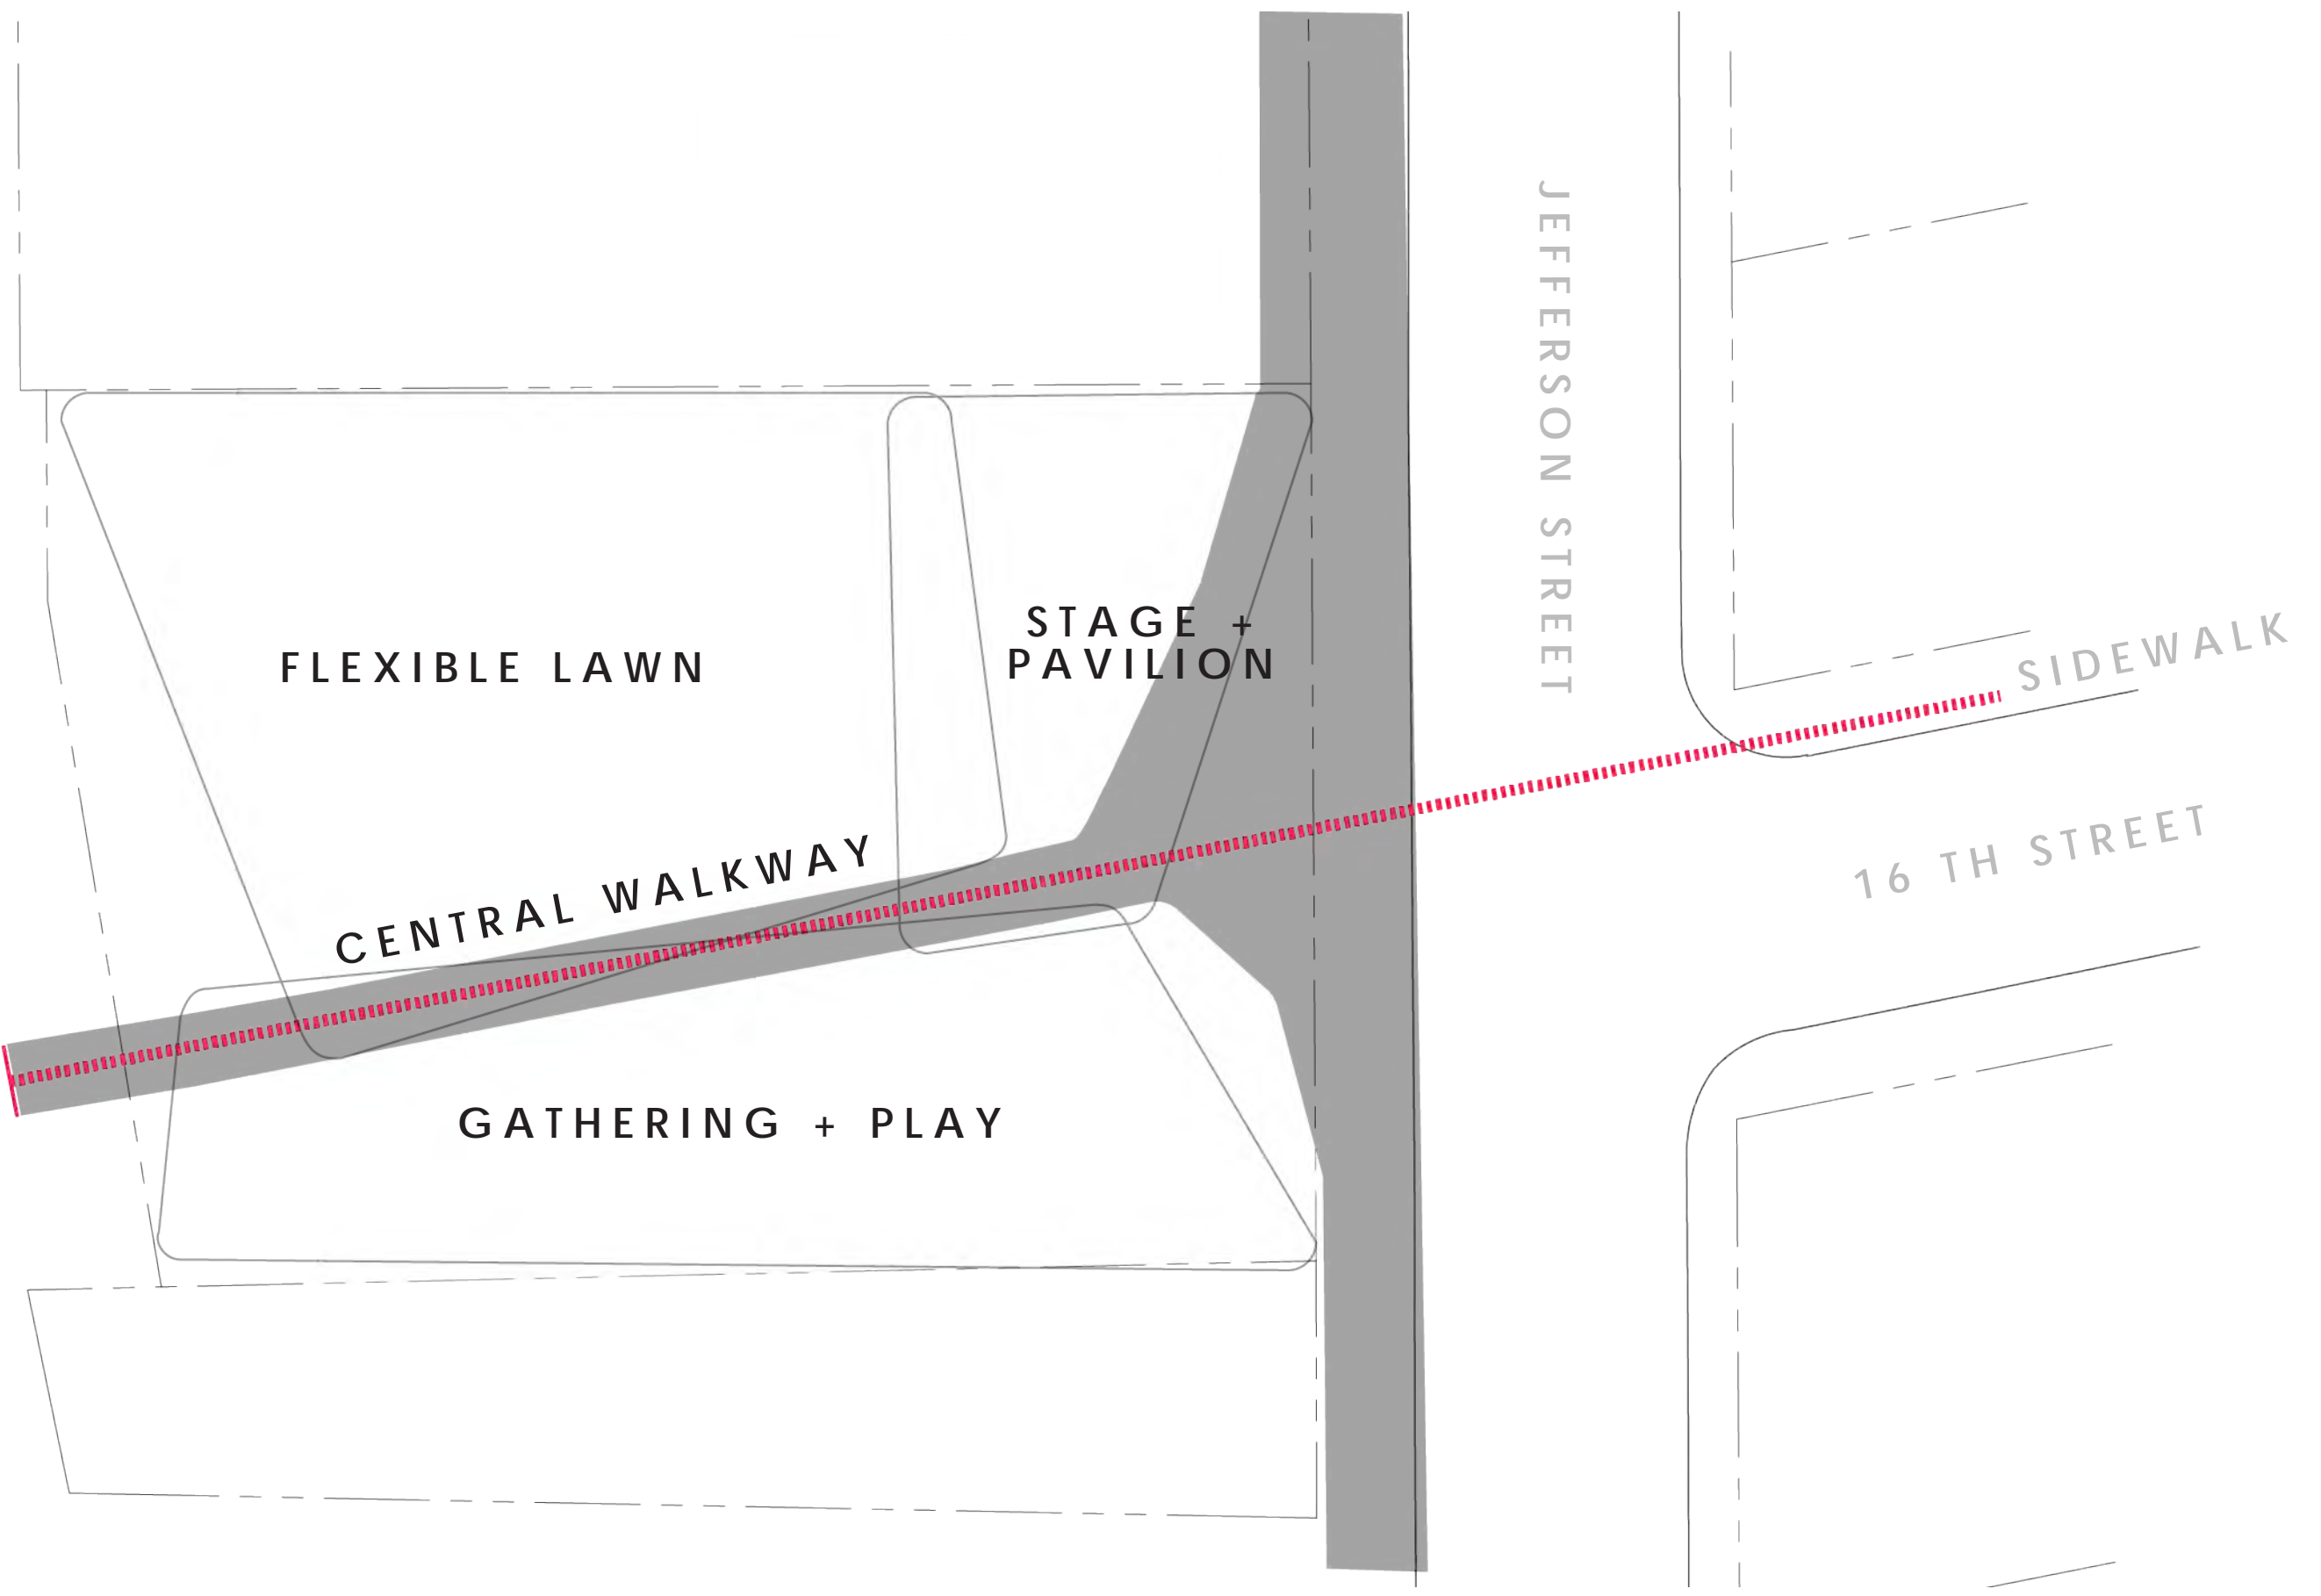 JEFFERSON STREET
FLEXIBLE LAWN
STAGE +
PAVILION
SIDEWALK
CENTRAL WALKWAY
16 TH STREET
GATHERING + PLAY